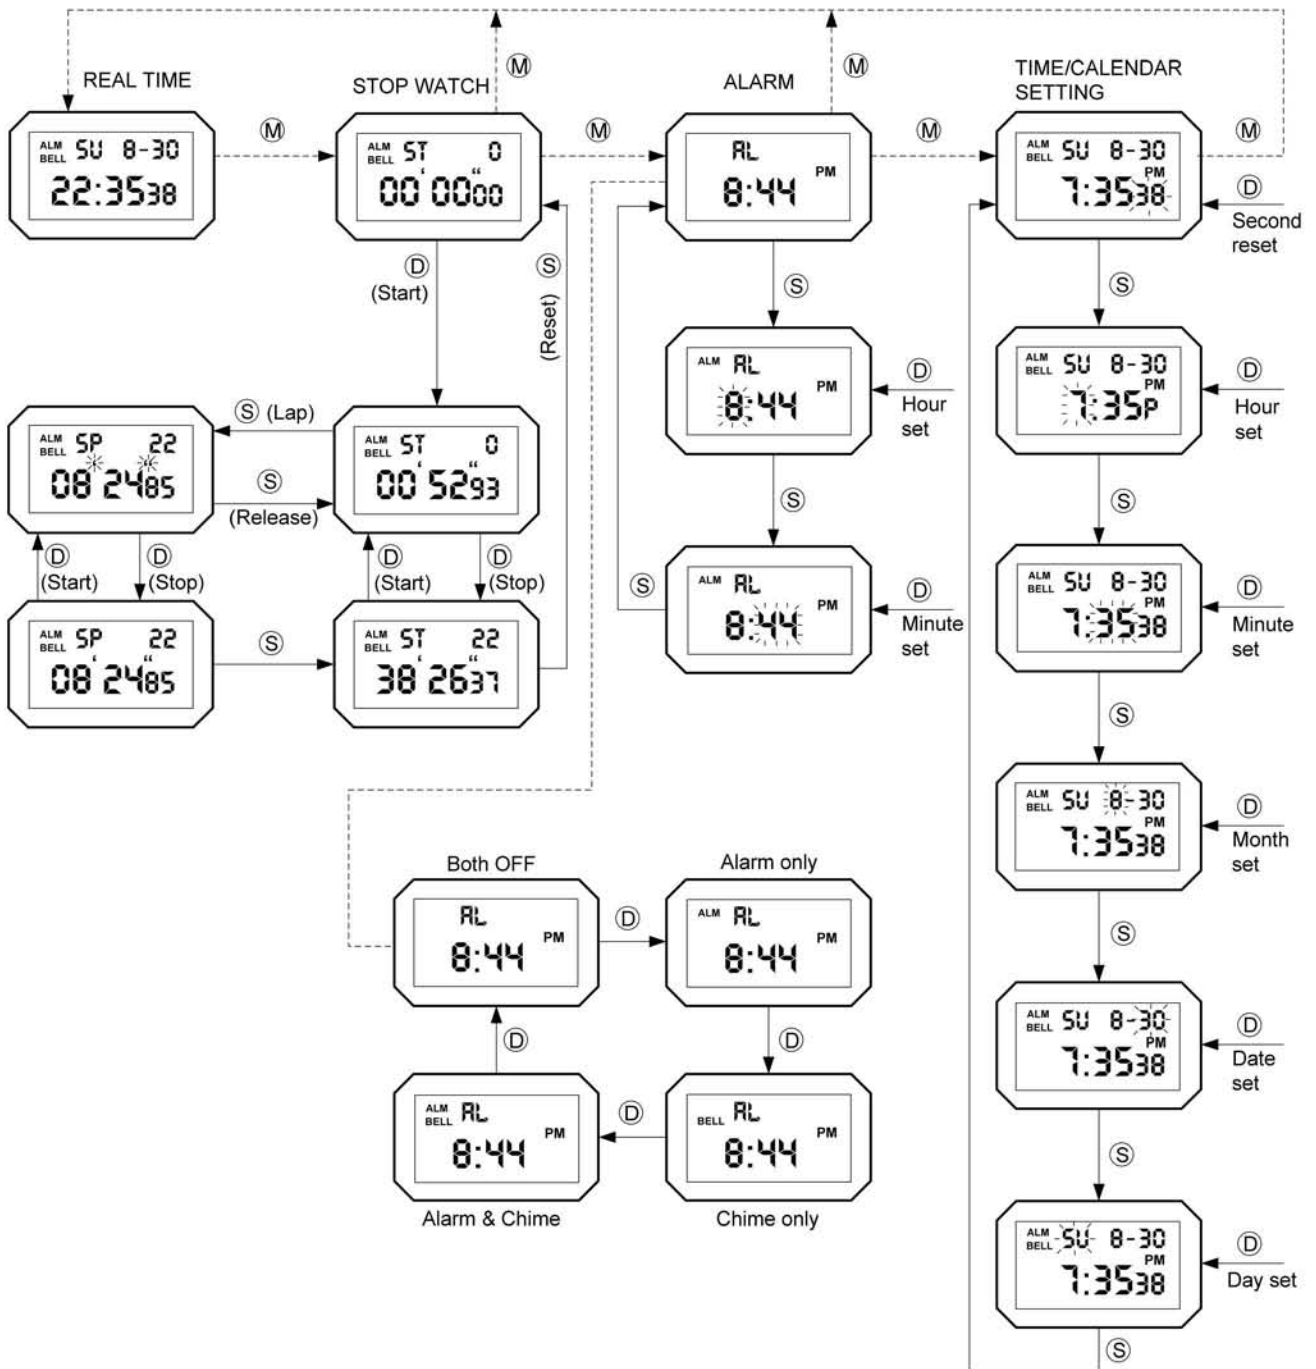 REAL TIME
ALM
BELL SU 8-30
22:35 38
M
STOP WATCH
ALM
BELL ST 0
00'00"00
M
M
ALARM
AL
8:44 PM
M
M
TIME/CALENDAR
SETTING
ALM
BELL SU 8-30
PM
7:35 38
M
D
Second
reset
D
(Start)
S
(Reset)
S (Lap)
ALM
BELL SP 22
08'24"85
S
(Release)
ALM
BELL ST 0
00'52"93
D
(Start)
D
(Stop)
D
(Start)
D
(Stop)
ALM
BELL SP 22
08'24"85
S
ALM
BELL ST 22
38'26"37
S
ALM AL
8:44 PM
D
Hour
set
S
ALM AL
8:44 PM
S
D
Minute
set
S
ALM
BELL SU 8-30
PM
7:35P
D
Hour
set
S
ALM
BELL SU 8-30
PM
7:35 38
D
Minute
set
S
ALM
BELL SU 8-30
PM
7:35 38
D
Month
set
S
ALM
BELL SU 8-30
PM
7:35 38
D
Date
set
S
ALM
BELL SU 8-30
PM
7:35 38
D
Day set
S
Both OFF
AL
8:44 PM
D
Alarm only
ALM AL
8:44 PM
D
D
ALM
BELL AL
8:44 PM
Alarm & Chime
D
BELL AL
8:44 PM
Chime only